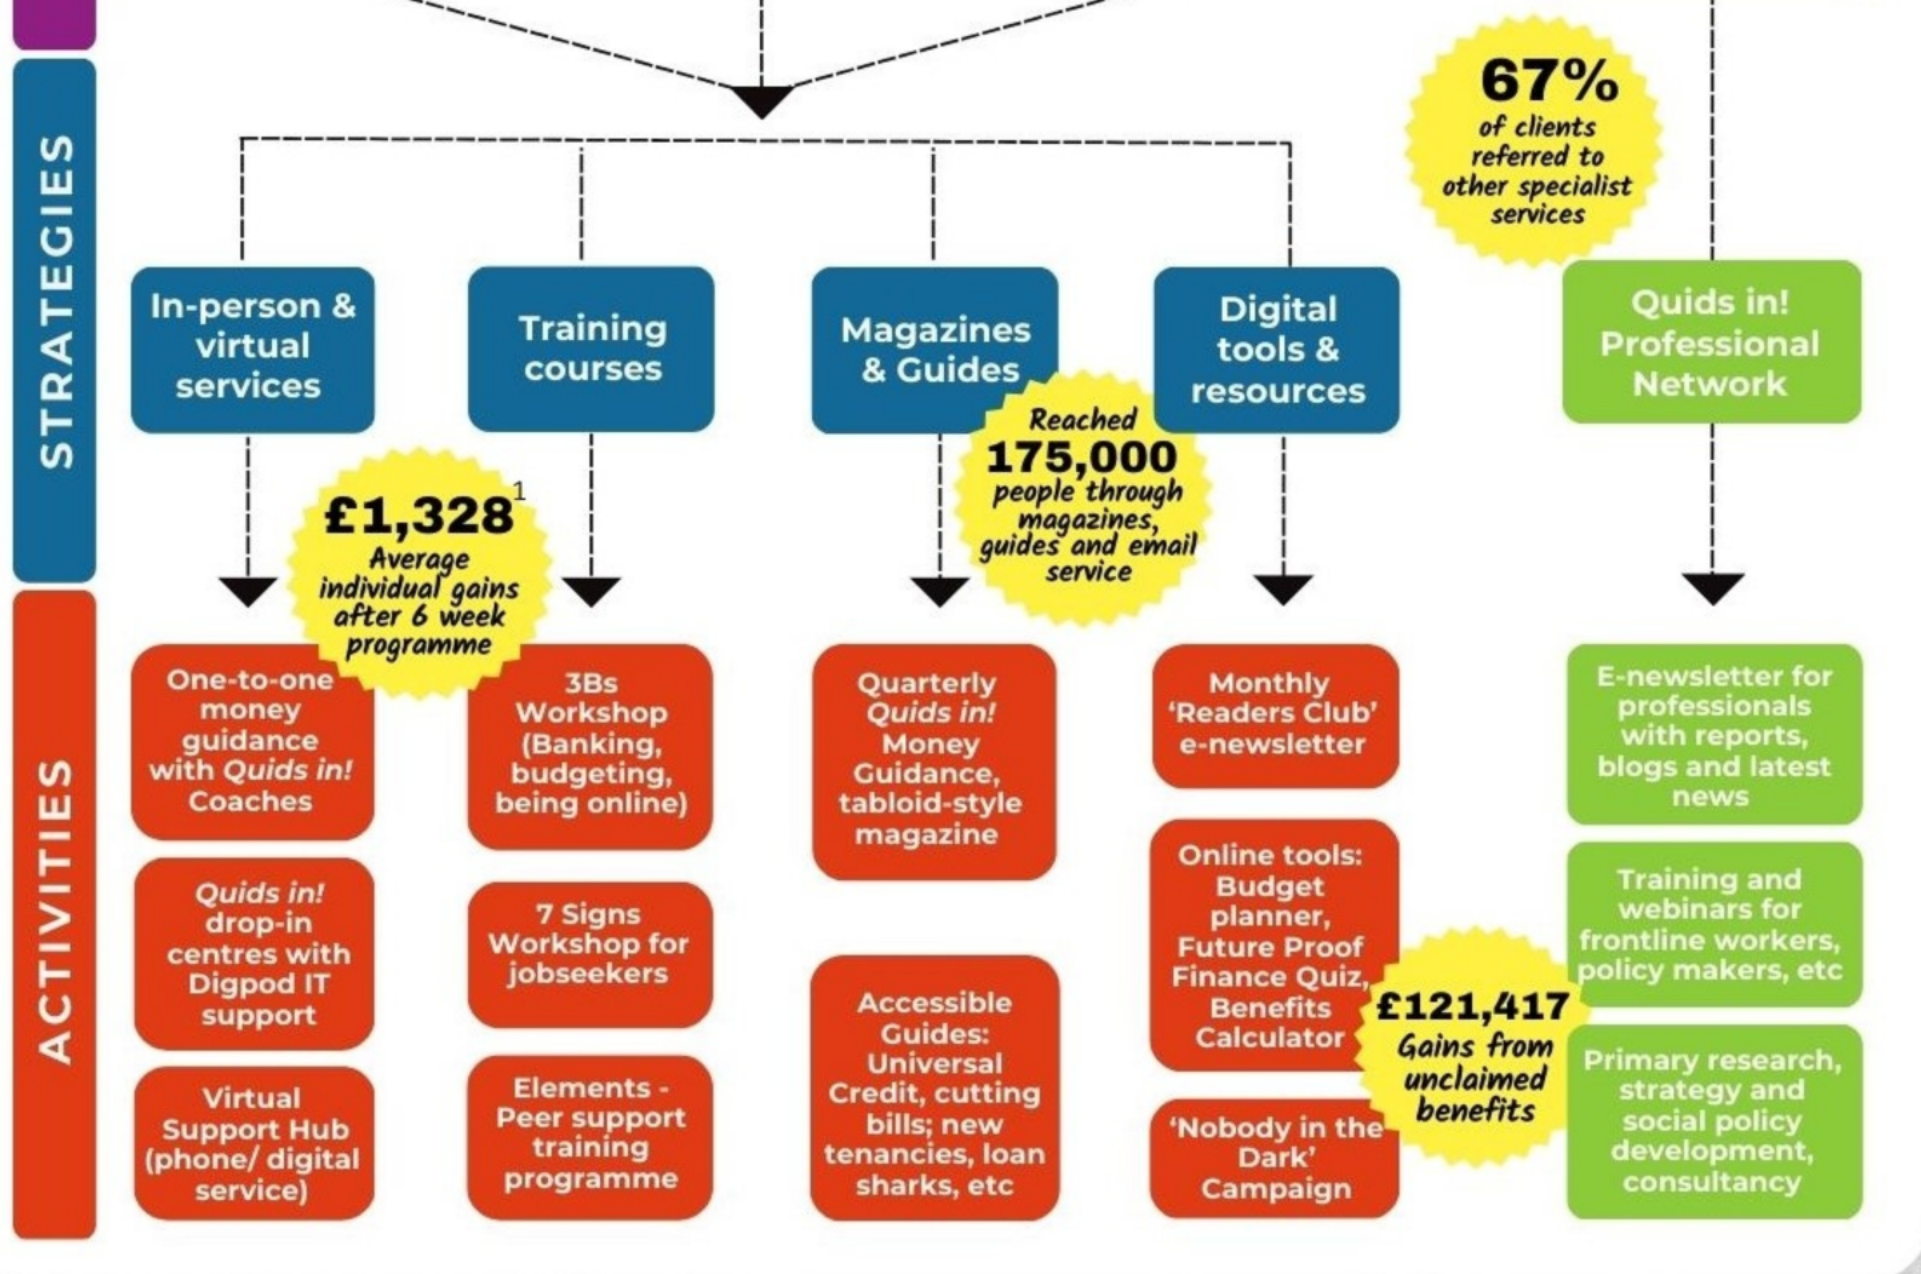 STRATEGIES
67%
of clients
referred to
other specialist
services
In-person &
virtual
services
Training
courses
Magazines
& Guides
Digital
tools &
resources
Quids in!
Professional
Network
£1,328¹
Average
individual gains
after 6 week
programme
Reached
175,000
people through
magazines,
guides and email
service
ACTIVITIES
One-to-one
money
guidance
with Quids in!
Coaches
Quids in!
drop-in
centres with
Digpod IT
support
Virtual
Support Hub
(phone/ digital
service)
3Bs
Workshop
(Banking,
budgeting,
being online)
7 Signs
Workshop for
jobseekers
Elements -
Peer support
training
programme
Quarterly
Quids in!
Money
Guidance,
tabloid-style
magazine
Accessible
Guides:
Universal
Credit, cutting
bills; new
tenancies, loan
sharks, etc
Monthly
‘Readers Club’
e-newsletter
Online tools:
Budget
planner,
Future Proof
Finance Quiz,
Benefits
Calculator
‘Nobody in the
Dark’
Campaign
£121,417
Gains from
unclaimed
benefits
E-newsletter for
professionals
with reports,
blogs and latest
news
Training and
webinars for
frontline workers,
policy makers, etc
Primary research,
strategy and
social policy
development,
consultancy